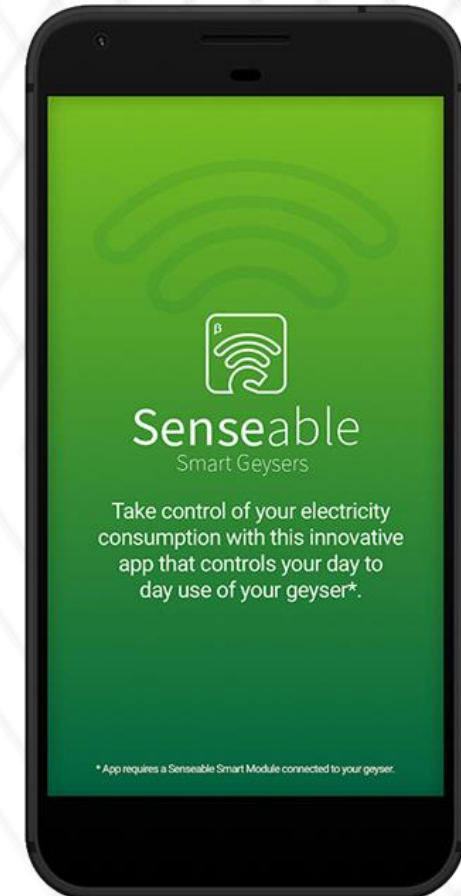 β
Senseable
Smart Geysers
Take control of your electricity
consumption with this innovative
app that controls your day to
day use of your geyser*.
* App requires a Senseable Smart Module connected to your geyser.